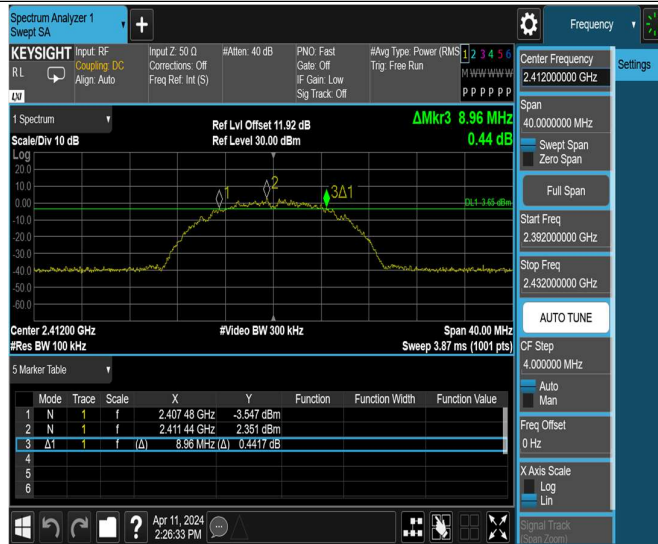 Spectrum Analyzer 1
Swept SA
Frequency
KEYSIGHT
RL
LXI
Input: RF
Coupling: DC
Align: Auto
Input Z: 50 Ω
Corrections: Off
Freq Ref: Int (S)
#Atten: 40 dB
PNO: Fast
Gate: Off
IF Gain: Low
Sig Track: Off
#Avg Type: Power (RMS
Trig: Free Run
1 2 3 4 5 6
M W W W W W
P P P P P P
1 Spectrum
Scale/Div 10 dB
Ref Lvl Offset 11.92 dB
Ref Level 30.00 dBm
ΔMkr3 8.96 MHz
0.44 dB
Log
20.0
10.0
0.00
-10.0
-20.0
-30.0
-40.0
-50.0
-60.0
1
2
3Δ1
DL1 -3.65 dBm
Center 2.41200 GHz
#Res BW 100 kHz
#Video BW 300 kHz
Span 40.00 MHz
Sweep 3.87 ms (1001 pts)
5 Marker Table
Mode Trace Scale X Y Function Function Width Function Value
1 N 1 f 2.407 48 GHz -3.547 dBm
2 N 1 f 2.411 44 GHz 2.351 dBm
3 Δ1 1 f (Δ) 8.96 MHz (Δ) 0.4417 dB
4
5
6
Apr 11, 2024
2:26:33 PM
?
Center Frequency
2.412000000 GHz
Settings
Span
40.0000000 MHz
Swept Span
Zero Span
Full Span
Start Freq
2.392000000 GHz
Stop Freq
2.432000000 GHz
AUTO TUNE
CF Step
4.000000 MHz
Auto
Man
Freq Offset
0 Hz
X Axis Scale
Log
Lin
Signal Track
(Span Zoom)